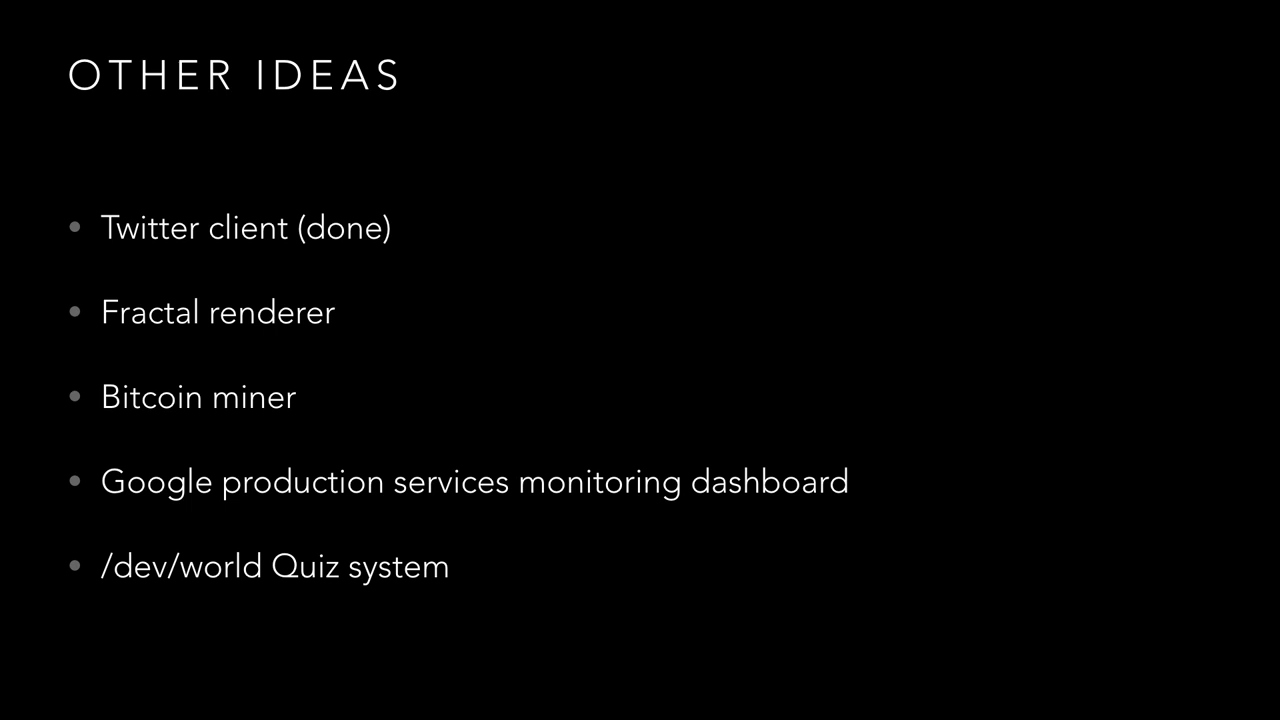 OTHER IDEAS
• Twitter client (done)
• Fractal renderer
• Bitcoin miner
• Google production services monitoring dashboard
• /dev/world Quiz system